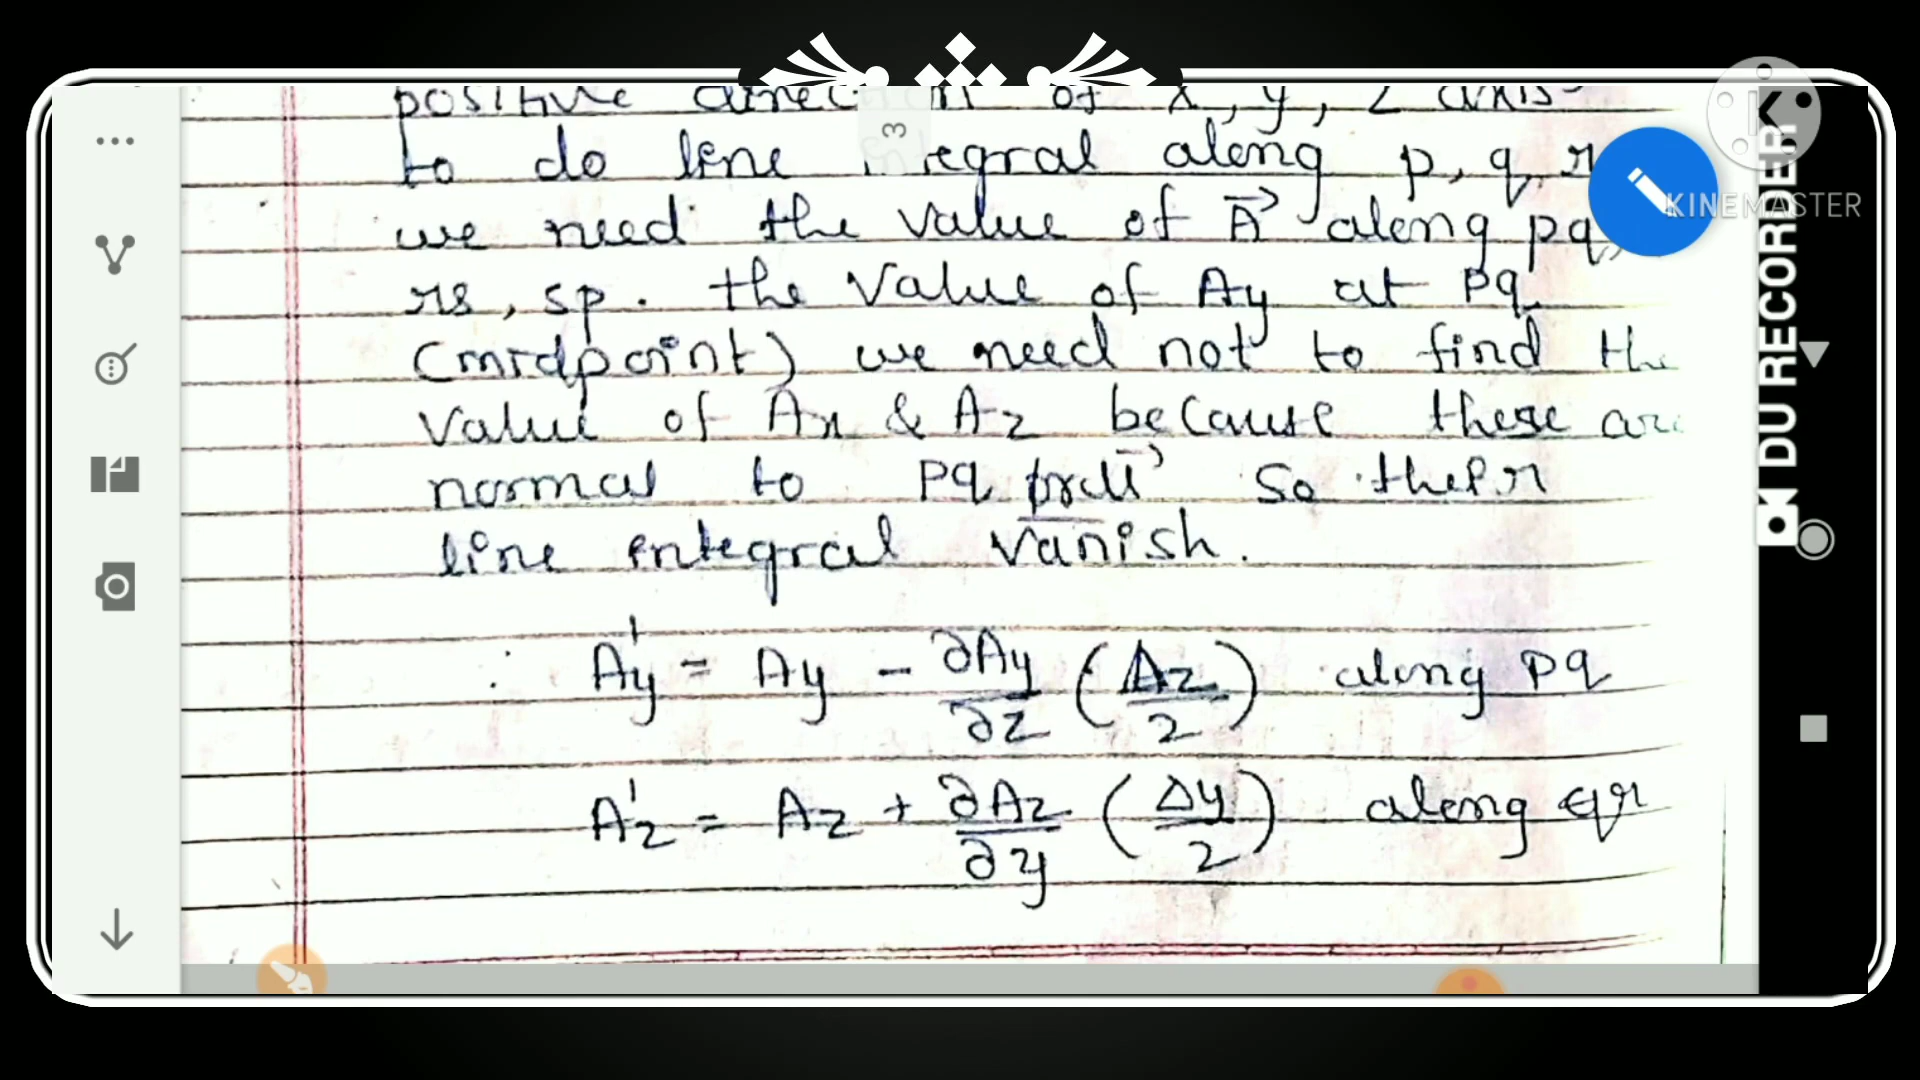 positive direction of x, y, z axis
3
to do line integral along p, q, r
we need the value of A⃗ along pq,
rs, sp. the value of Ay at pq
(midpoint) we need not to find the
value of Ax & Az because these are
normal to pq so their
line integral vanish.
∴ A'y = Ay - ∂Ay/∂z (Δz/2) along pq
A'z = Az + ∂Az/∂y (Δy/2) along qr
KINEMASTER
DU RECORDER